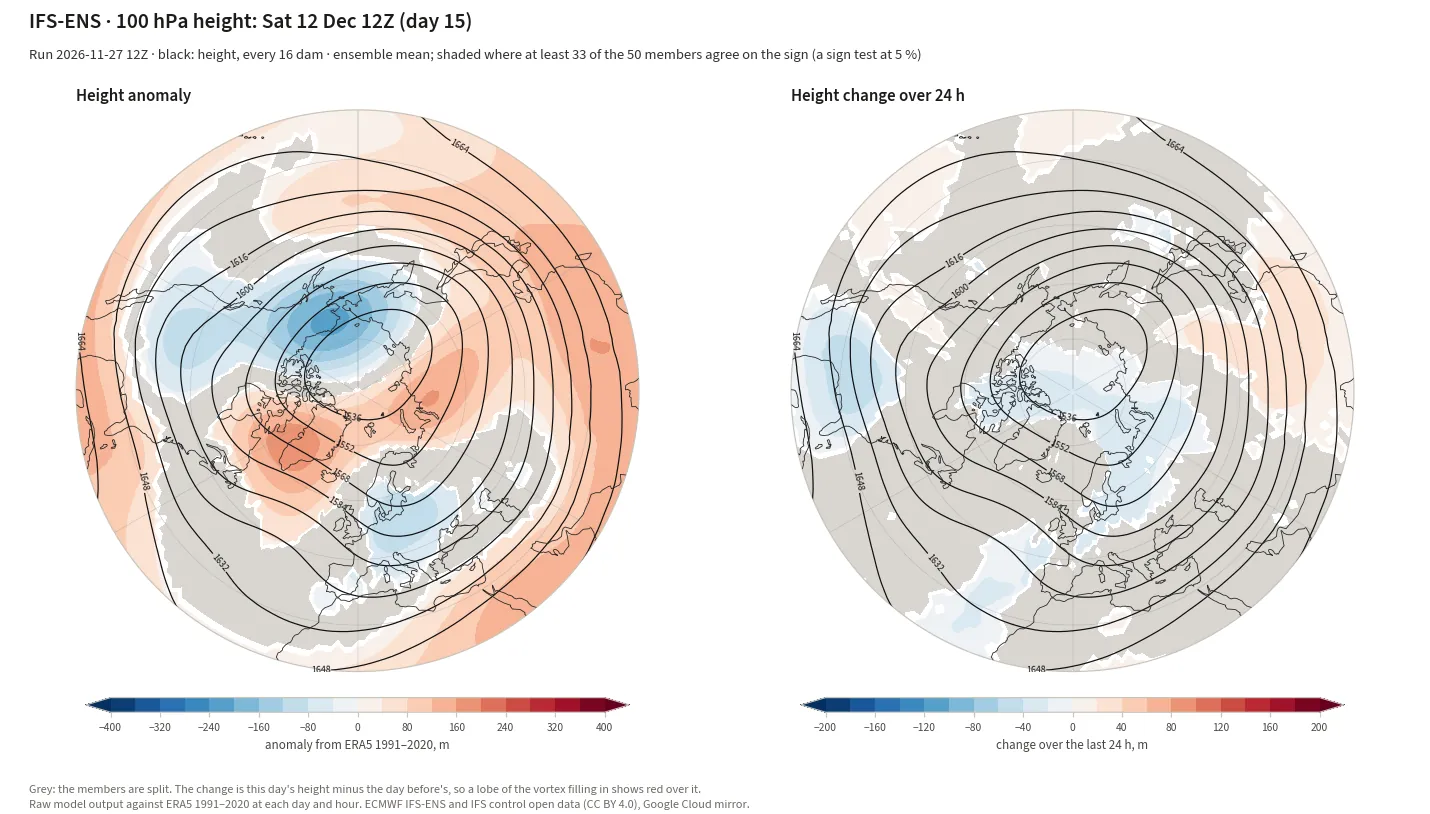 IFS-ENS · 100 hPa height: Sat 12 Dec 12Z (day 15)
Run 2026-11-27 12Z · black: height, every 16 dam · ensemble mean; shaded where at least 33 of the 50 members agree on the sign (a sign test at 5 %)
Height anomaly
1664
1616
1600
1664
1536
1552
1568
1584
1648
1632
1648
−400 −320 −240 −160 −80 0 80 160 240 320 400
anomaly from ERA5 1991–2020, m
Height change over 24 h
1664
1616
1600
1664
1536
1552
1568
1584
1648
1632
1648
−200 −160 −120 −80 −40 0 40 80 120 160 200
change over the last 24 h, m
Grey: the members are split. The change is this day's height minus the day before's, so a lobe of the vortex filling in shows red over it.
Raw model output against ERA5 1991–2020 at each day and hour. ECMWF IFS-ENS and IFS control open data (CC BY 4.0), Google Cloud mirror.